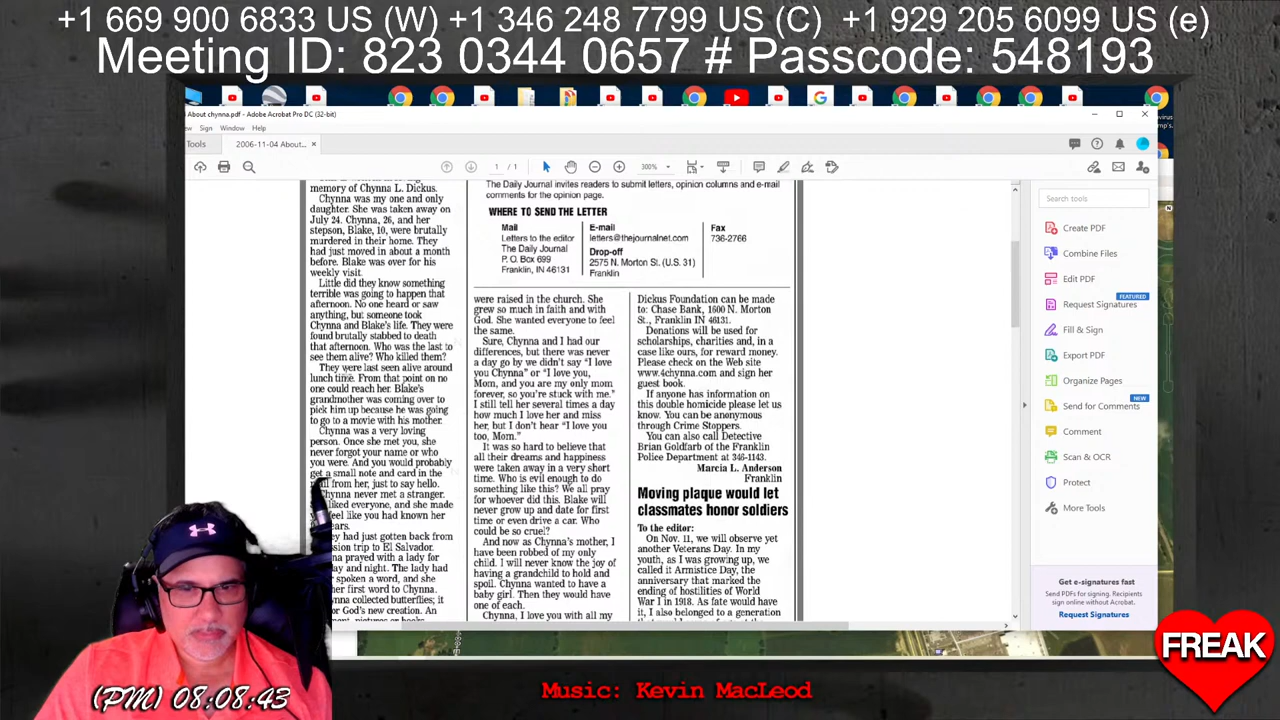 +1 669 900 6833 US (W) +1 346 248 7799 US (C)  +1 929 205 6099 US (e)
Meeting ID: 823 0344 0657 # Passcode: 548193
About chynna.pdf - Adobe Acrobat Pro DC (32-bit)
Sign Window Help
Tools
2006-11-04 About...
1 / 1
300%
memory of Chynna L. Dickus.
Chynna was my one and only
daughter. She was taken away on
July 24. Chynna, 26, and her
stepson, Blake, 10, were brutally
murdered in their home. They
had just moved in about a month
before. Blake was over for his
weekly visit.
Little did they know something
terrible was going to happen that
afternoon. No one heard or saw
anything, but someone took
Chynna and Blake's life. They were
found brutally stabbed to death
that afternoon. Who was the last to
see them alive? Who killed them?
They were last seen alive around
lunch time. From that point on no
one could reach her. Blake's
grandmother was coming over to
pick him up because he was going
to go to a movie with his mother.
Chynna was a very loving
person. Once she met you, she
never forgot your name or who
you were. And you would probably
get a small note and card in the
from her, just to say hello.
Chynna never met a stranger.
liked everyone, and she made
feel like you had known her
had just gotten back from
trip to El Salvador.
prayed with a lady for
and night. The lady had
spoken a word, and she
her first word to Chynna.
collected butterflies; it
God's new creation. An
The Daily Journal invites readers to submit letters, opinion columns and e-mail
comments for the opinion page.
WHERE TO SEND THE LETTER
Mail
Letters to the editor
The Daily Journal
P. O. Box 699
Franklin, IN 46131
E-mail
letters@thejournalnet.com
Drop-off
2575 N. Morton St. (U.S. 31)
Franklin
Fax
736-2766
were raised in the church. She
grew so much in faith and with
God. She wanted everyone to feel
the same.
Sure, Chynna and I had our
differences, but there was never
a day go by we didn't say "I love
you Chynna" or "I love you,
Mom, and you are my only mom
forever, so you're stuck with me."
I still tell her several times a day
how much I love her and miss
her, but I don't hear "I love you
too, Mom."
It was so hard to believe that
all their dreams and happiness
were taken away in a very short
time. Who is evil enough to do
something like this? We all pray
for whoever did this. Blake will
never grow up and date for first
time or even drive a car. Who
could be so cruel?
And now as Chynna's mother, I
have been robbed of my only
child. I will never know the joy of
having a grandchild to hold and
spoil. Chynna wanted to have a
baby girl. Then they would have
one of each.
Chynna, I love you with all my
Dickus Foundation can be made
to: Chase Bank, 1600 N. Morton
St., Franklin IN 46131.
Donations will be used for
scholarships, charities and, in a
case like ours, for reward money.
Please check on the Web site
www.4chynna.com and sign her
guest book.
If anyone has information on
this double homicide please let us
know. You can be anonymous
through Crime Stoppers.
You can also call Detective
Brian Goldfarb of the Franklin
Police Department at 346-1143.
Marcia L. Anderson
Franklin
Moving plaque would let
classmates honor soldiers
To the editor:
On Nov. 11, we will observe yet
another Veterans Day. In my
youth, as I was growing up, we
called it Armistice Day, the
anniversary that marked the
ending of hostilities of World
War I in 1918. As fate would have
it, I also belonged to a generation
Search tools
Create PDF
Combine Files
Edit PDF
Request Signatures
FEATURED
Fill & Sign
Export PDF
Organize Pages
Send for Comments
NEW
Comment
Scan & OCR
Protect
More Tools
Get e-signatures fast
Send PDFs for signing. Recipients
sign online without Acrobat.
Request Signatures
FREAK
(PM) 08:08:43
Music: Kevin MacLeod